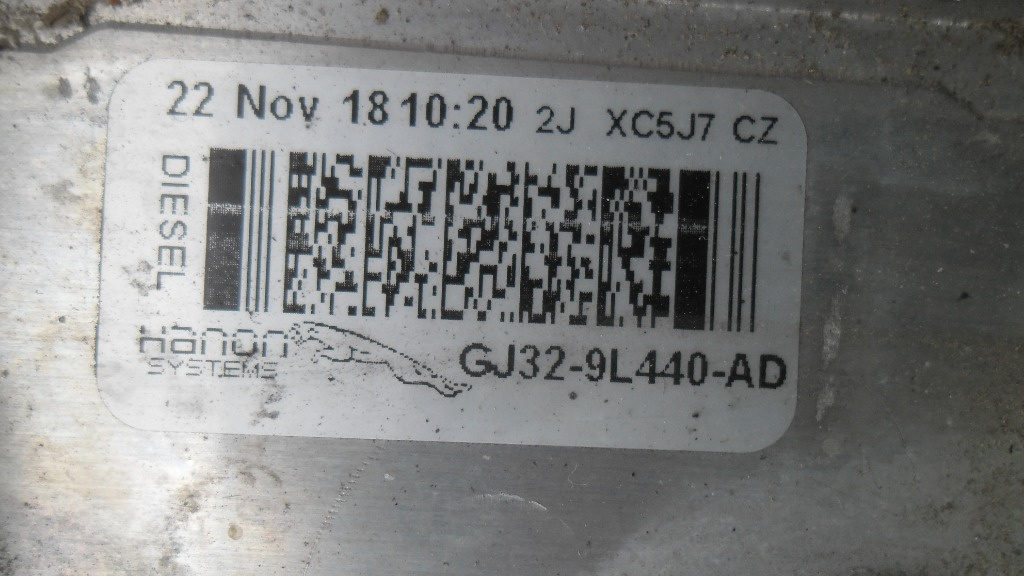 22 Nov 18 10:20 2J XC5J7 CZ
DIESEL
Hanon
SYSTEMS
GJ32-9L440-AD